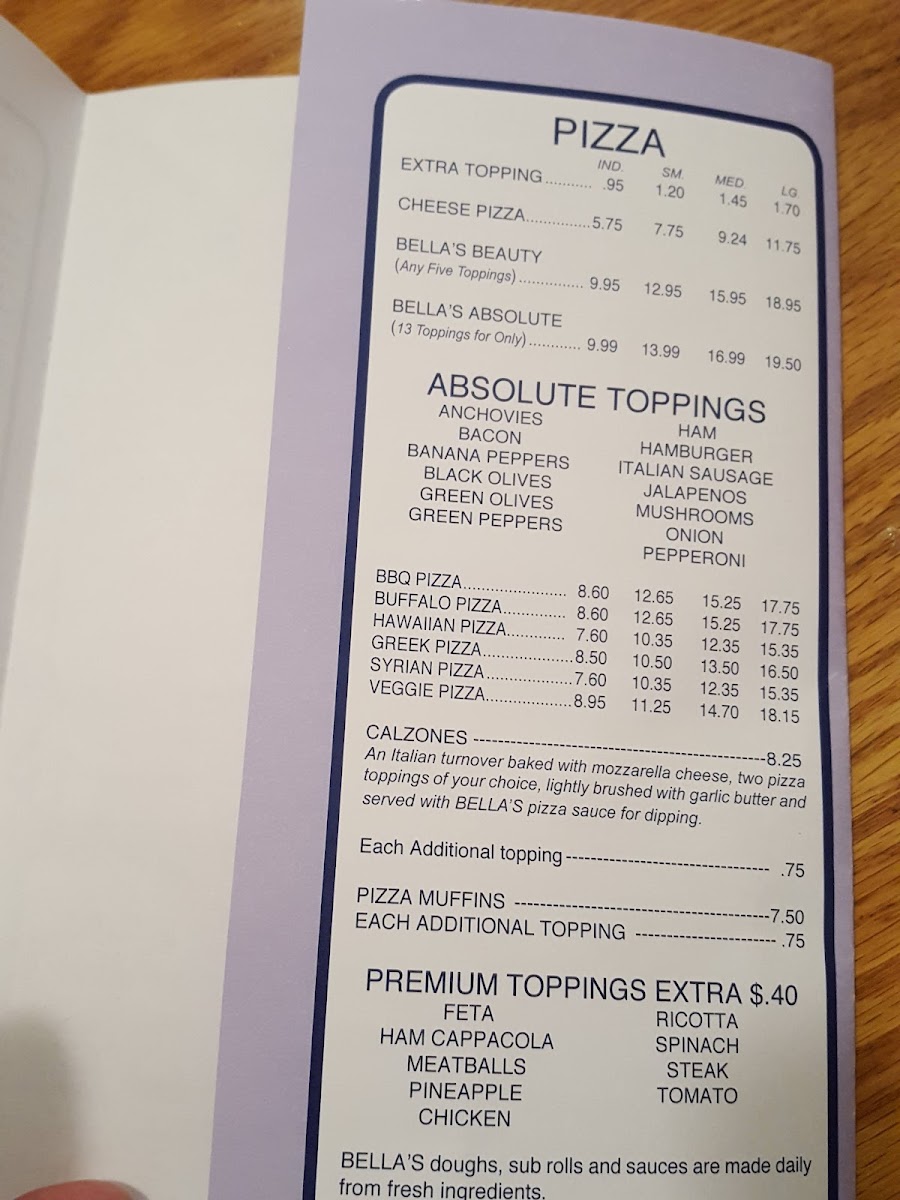 PIZZA
IND. SM. MED. LG.
EXTRA TOPPING........... .95 1.20 1.45 1.70
CHEESE PIZZA................5.75 7.75 9.24 11.75
BELLA'S BEAUTY
(Any Five Toppings)............... 9.95 12.95 15.95 18.95
BELLA'S ABSOLUTE
(13 Toppings for Only)............ 9.99 13.99 16.99 19.50
ABSOLUTE TOPPINGS
ANCHOVIES
BACON
BANANA PEPPERS
BLACK OLIVES
GREEN OLIVES
GREEN PEPPERS
HAM
HAMBURGER
ITALIAN SAUSAGE
JALAPENOS
MUSHROOMS
ONION
PEPPERONI
BBQ PIZZA........................ 8.60 12.65 15.25 17.75
BUFFALO PIZZA............... 8.60 12.65 15.25 17.75
HAWAIIAN PIZZA............. 7.60 10.35 12.35 15.35
GREEK PIZZA.....................8.50 10.50 13.50 16.50
SYRIAN PIZZA....................7.60 10.35 12.35 15.35
VEGGIE PIZZA....................8.95 11.25 14.70 18.15
CALZONES ---------------------------------------------8.25
An Italian turnover baked with mozzarella cheese, two pizza
toppings of your choice, lightly brushed with garlic butter and
served with BELLA'S pizza sauce for dipping.
Each Additional topping-------------------------------- .75
PIZZA MUFFINS ----------------------------------------7.50
EACH ADDITIONAL TOPPING ---------------------- .75
PREMIUM TOPPINGS EXTRA $.40
FETA
HAM CAPPACOLA
MEATBALLS
PINEAPPLE
CHICKEN
RICOTTA
SPINACH
STEAK
TOMATO
BELLA'S doughs, sub rolls and sauces are made daily
from fresh ingredients.